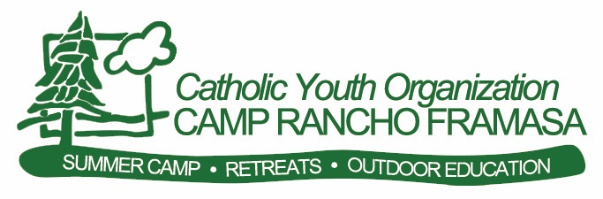 Catholic Youth Organization
CAMP RANCHO FRAMASA
SUMMER CAMP • RETREATS • OUTDOOR EDUCATION